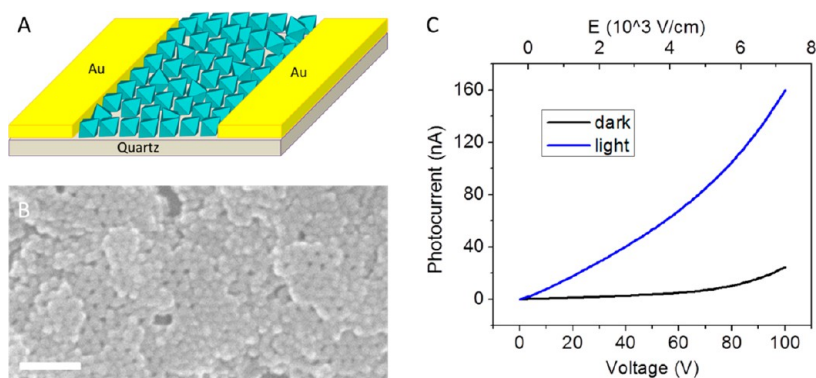 A
Au
Au
Quartz
B
C
E (10^3 V/cm)
0 2 4 6 8
dark
light
Photocurrent (nA)
160
120
80
40
0
0 20 40 60 80 100
Voltage (V)